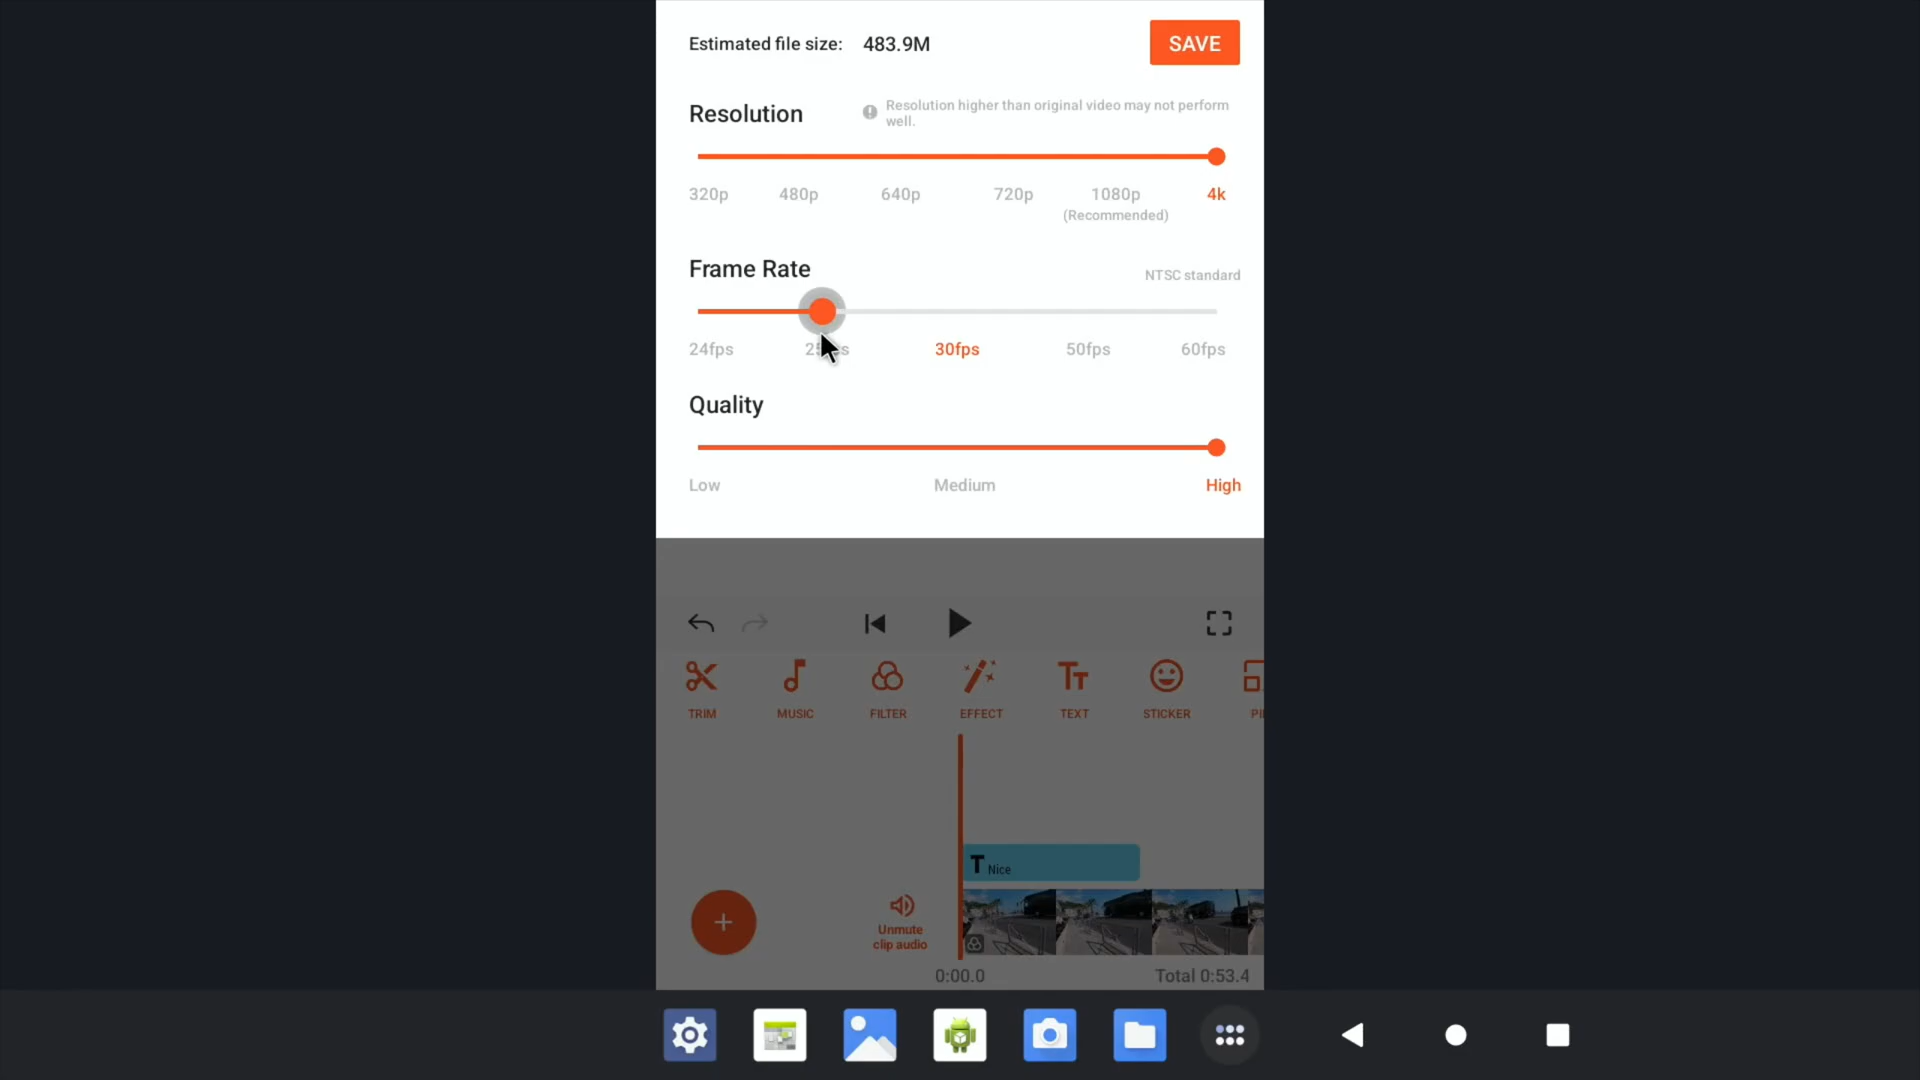 Estimated file size: 483.9M
SAVE
Resolution
Resolution higher than original video may not perform
well.
320p 480p 640p 720p 1080p 4k
(Recommended)
Frame Rate
NTSC standard
24fps 30fps 50fps 60fps
Quality
Low Medium High
TRIM MUSIC FILTER EFFECT TEXT STICKER
T Nice
Unmute
clip audio
0:00.0 Total 0:53.4